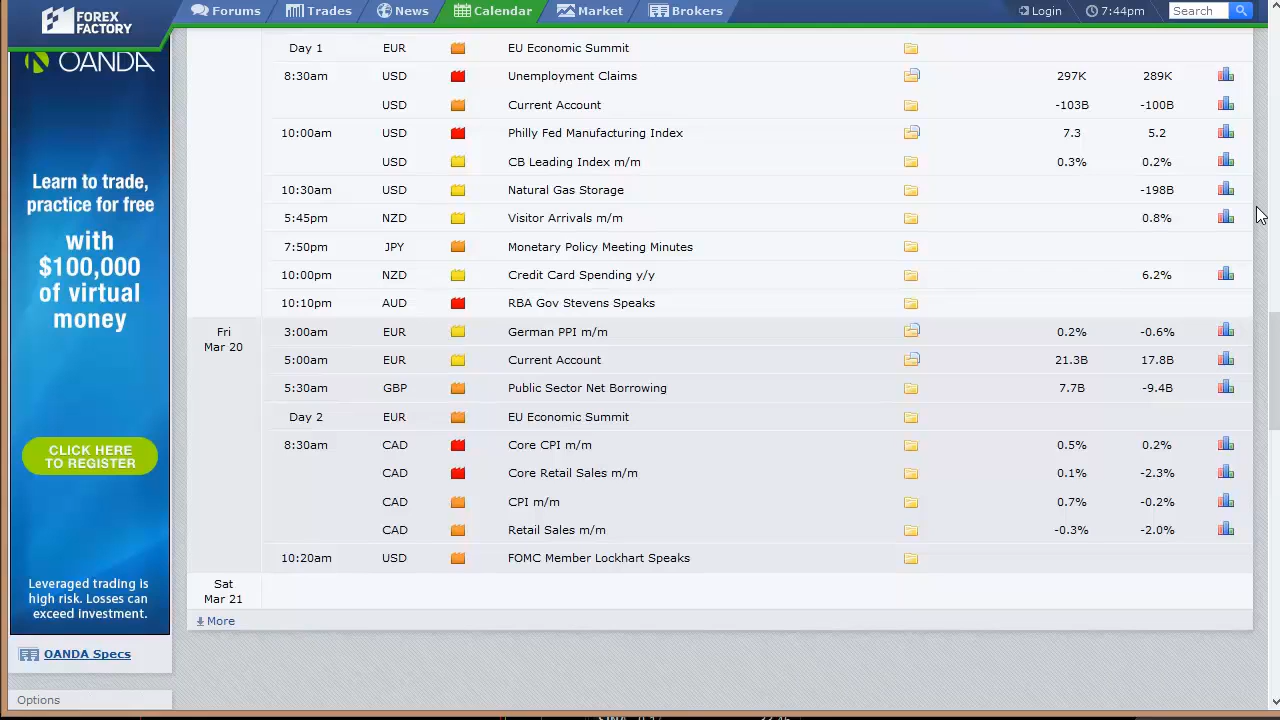 FOREX FACTORY
Forums Trades News Calendar Market Brokers Login 7:44pm Search
OANDA
Learn to trade,
practice for free
with
$100,000
of virtual
money
CLICK HERE
TO REGISTER
Leveraged trading is
high risk. Losses can
exceed investment.
OANDA Specs
Options
Day 1 EUR EU Economic Summit
8:30am USD Unemployment Claims 297K 289K
USD Current Account -103B -100B
10:00am USD Philly Fed Manufacturing Index 7.3 5.2
USD CB Leading Index m/m 0.3% 0.2%
10:30am USD Natural Gas Storage -198B
5:45pm NZD Visitor Arrivals m/m 0.8%
7:50pm JPY Monetary Policy Meeting Minutes
10:00pm NZD Credit Card Spending y/y 6.2%
10:10pm AUD RBA Gov Stevens Speaks
Fri
Mar 20
3:00am EUR German PPI m/m 0.2% -0.6%
5:00am EUR Current Account 21.3B 17.8B
5:30am GBP Public Sector Net Borrowing 7.7B -9.4B
Day 2 EUR EU Economic Summit
8:30am CAD Core CPI m/m 0.5% 0.2%
CAD Core Retail Sales m/m 0.1% -2.3%
CAD CPI m/m 0.7% -0.2%
CAD Retail Sales m/m -0.3% -2.0%
10:20am USD FOMC Member Lockhart Speaks
Sat
Mar 21
More